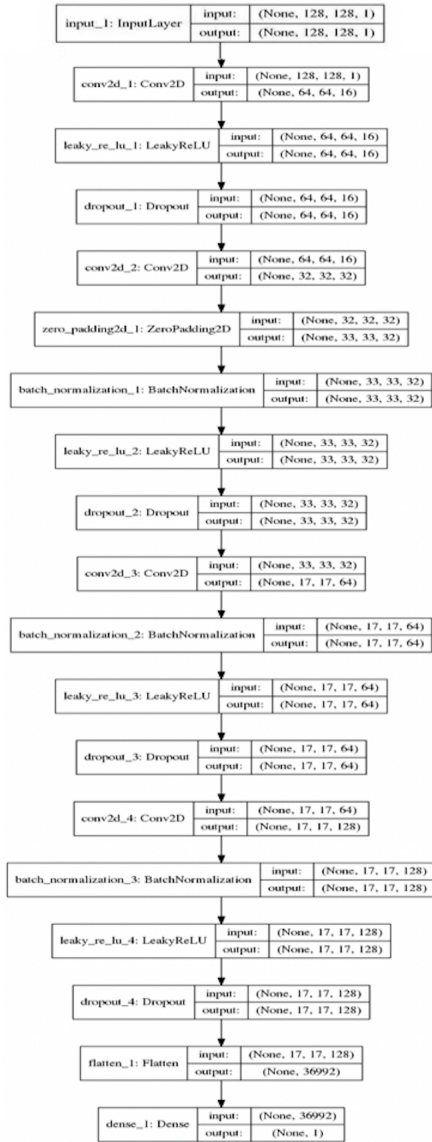 input_1: InputLayer input: (None, 128, 128, 1)
output: (None, 128, 128, 1)
conv2d_1: Conv2D input: (None, 128, 128, 1)
output: (None, 64, 64, 16)
leaky_re_lu_1: LeakyReLU input: (None, 64, 64, 16)
output: (None, 64, 64, 16)
dropout_1: Dropout input: (None, 64, 64, 16)
output: (None, 64, 64, 16)
conv2d_2: Conv2D input: (None, 64, 64, 16)
output: (None, 32, 32, 32)
zero_padding2d_1: ZeroPadding2D input: (None, 32, 32, 32)
output: (None, 33, 33, 32)
batch_normalization_1: BatchNormalization input: (None, 33, 33, 32)
output: (None, 33, 33, 32)
leaky_re_lu_2: LeakyReLU input: (None, 33, 33, 32)
output: (None, 33, 33, 32)
dropout_2: Dropout input: (None, 33, 33, 32)
output: (None, 33, 33, 32)
conv2d_3: Conv2D input: (None, 33, 33, 32)
output: (None, 17, 17, 64)
batch_normalization_2: BatchNormalization input: (None, 17, 17, 64)
output: (None, 17, 17, 64)
leaky_re_lu_3: LeakyReLU input: (None, 17, 17, 64)
output: (None, 17, 17, 64)
dropout_3: Dropout input: (None, 17, 17, 64)
output: (None, 17, 17, 64)
conv2d_4: Conv2D input: (None, 17, 17, 64)
output: (None, 17, 17, 128)
batch_normalization_3: BatchNormalization input: (None, 17, 17, 128)
output: (None, 17, 17, 128)
leaky_re_lu_4: LeakyReLU input: (None, 17, 17, 128)
output: (None, 17, 17, 128)
dropout_4: Dropout input: (None, 17, 17, 128)
output: (None, 17, 17, 128)
flatten_1: Flatten input: (None, 17, 17, 128)
output: (None, 36992)
dense_1: Dense input: (None, 36992)
output: (None, 1)